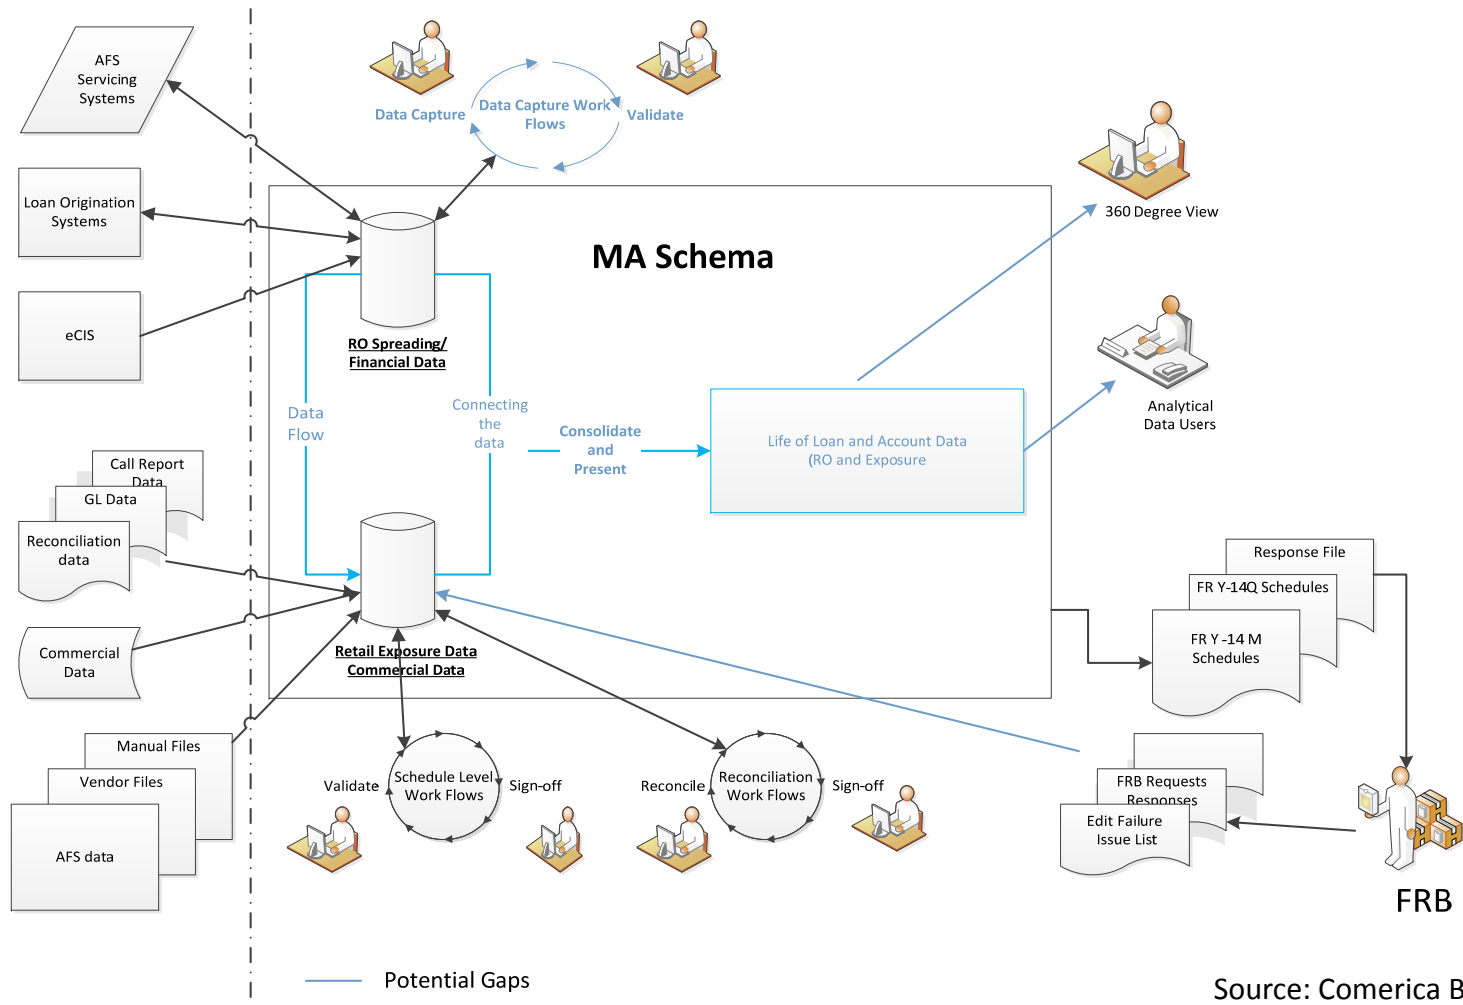 AFS
Servicing
Systems
Loan Origination
Systems
eCIS
Call Report
Data
GL Data
Reconciliation
data
Commercial
Data
Manual Files
Vendor Files
AFS data
Data Capture
Data Capture Work
Flows
Validate
MA Schema
RO Spreading/
Financial Data
Data
Flow
Connecting
the
data
Consolidate
and
Present
Life of Loan and Account Data
(RO and Exposure
Retail Exposure Data
Commercial Data
360 Degree View
Analytical
Data Users
Response File
FR Y-14Q Schedules
FR Y -14 M
Schedules
Validate
Schedule Level
Work Flows
Sign-off
Reconcile
Reconciliation
Work Flows
Sign-off
FRB Requests
Responses
Edit Failure
Issue List
FRB
Potential Gaps
Source: Comerica B